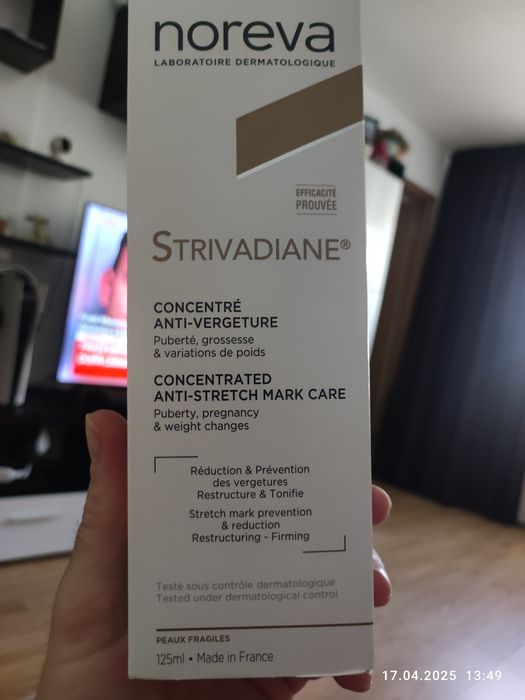 noreva
LABORATOIRE DERMATOLOGIQUE
EFFICACITÉ
PROUVÉE
STRIVADIANE®
CONCENTRÉ
ANTI-VERGETURE
Puberté, grossesse
& variations de poids
CONCENTRATED
ANTI-STRETCH MARK CARE
Puberty, pregnancy
& weight changes
Réduction & Prévention
des vergetures
Restructure & Tonifie
Stretch mark prevention
& reduction
Restructuring - Firming
Testé sous contrôle dermatologique
Tested under dermatological control
PEAUX FRAGILES
125ml • Made in France
17.04.2025 13:49